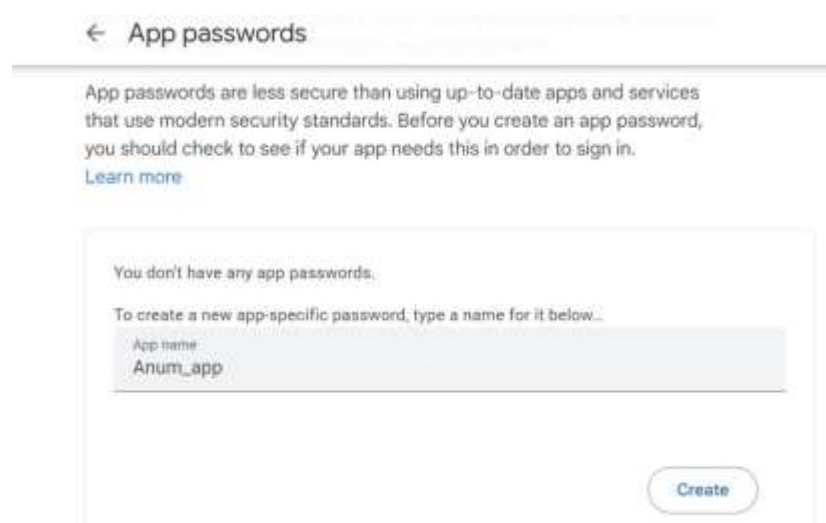 App passwords
App passwords are less secure than using up-to-date apps and services
that use modern security standards. Before you create an app password,
you should check to see if your app needs this in order to sign in.
Learn more
You don't have any app passwords.
To create a new app-specific password, type a name for it below...
App name
Anum_app
Create